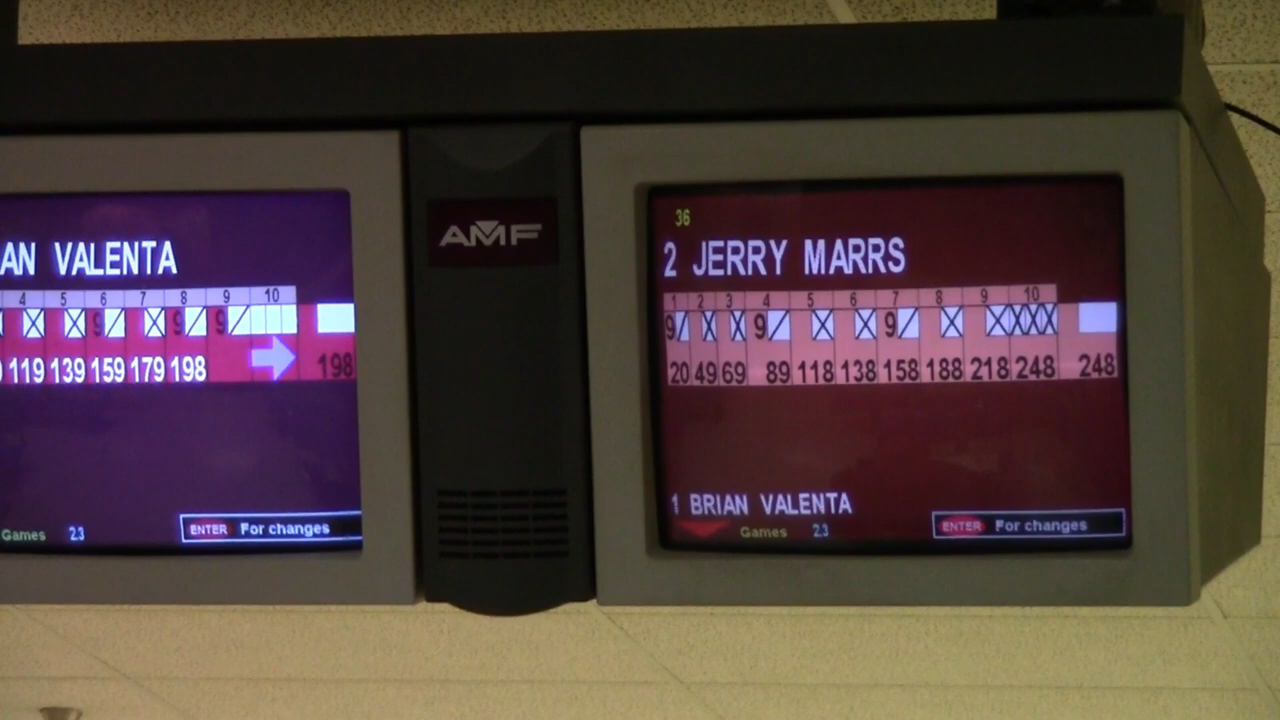 AN VALENTA
4 5 6 7 8 9 10
X X 9/ X 9/ 9/
119 139 159 179 198 198
Games 2.3
ENTER For changes
AMF
36
2 JERRY MARRS
1 2 3 4 5 6 7 8 9 10
9/ X X 9/ X X 9/ X X XXX
20 49 69 89 118 138 158 188 218 248 248
1 BRIAN VALENTA
Games 2.3
ENTER For changes